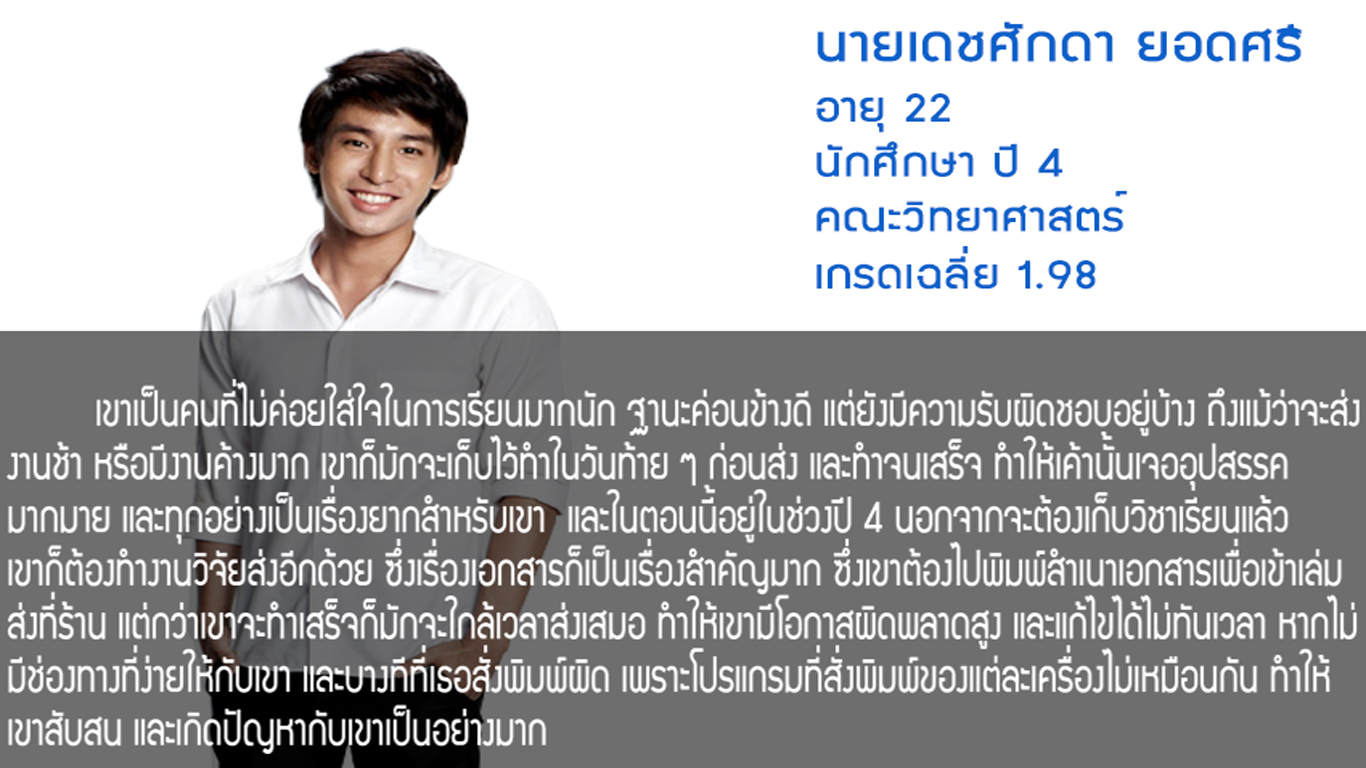 นายเดชศักดา ยอดศรี
อายุ 22
นักศึกษา ปี 4
คณะวิทยาศาสตร์
เกรดเฉลี่ย 1.98
เขาเป็นคนที่ไม่ค่อยใส่ใจในการเรียนมากนัก ฐานะค่อนข้างดี แต่ยังมีความรับผิดชอบอยู่บ้าง ถึงแม้ว่าจะส่ง
งานช้า หรือมีงานค้างมาก เขาก็มักจะเก็บไว้ทำในวันท้าย ๆ ก่อนส่ง และทำจนเสร็จ ทำให้เค้านั้นเจออุปสรรค
มากมาย และทุกอย่างเป็นเรื่องยากสำหรับเขา และในตอนนี้อยู่ในช่วงปี 4 นอกจากจะต้องเก็บวิชาเรียนแล้ว
เขาก็ต้องทำงานวิจัยส่งอีกด้วย ซึ่งเรื่องเอกสารก็เป็นเรื่องสำคัญมาก ซึ่งเขาต้องไปพิมพ์สำเนาเอกสารเพื่อเข้าเล่ม
ส่งที่ร้าน แต่กว่าเขาจะทำเสร็จก็มักจะใกล้เวลาส่งเสมอ ทำให้เขามีโอกาสผิดพลาดสูง และแก้ไขได้ไม่ทันเวลา หากไม่
มีช่องทางที่ง่ายให้กับเขา และบางทีที่เธอสั่งพิมพ์ผิด เพราะโปรแกรมที่สั่งพิมพ์ของแต่ละเครื่องไม่เหมือนกัน ทำให้
เขาสับสน และเกิดปัญหากับเขาเป็นอย่างมาก